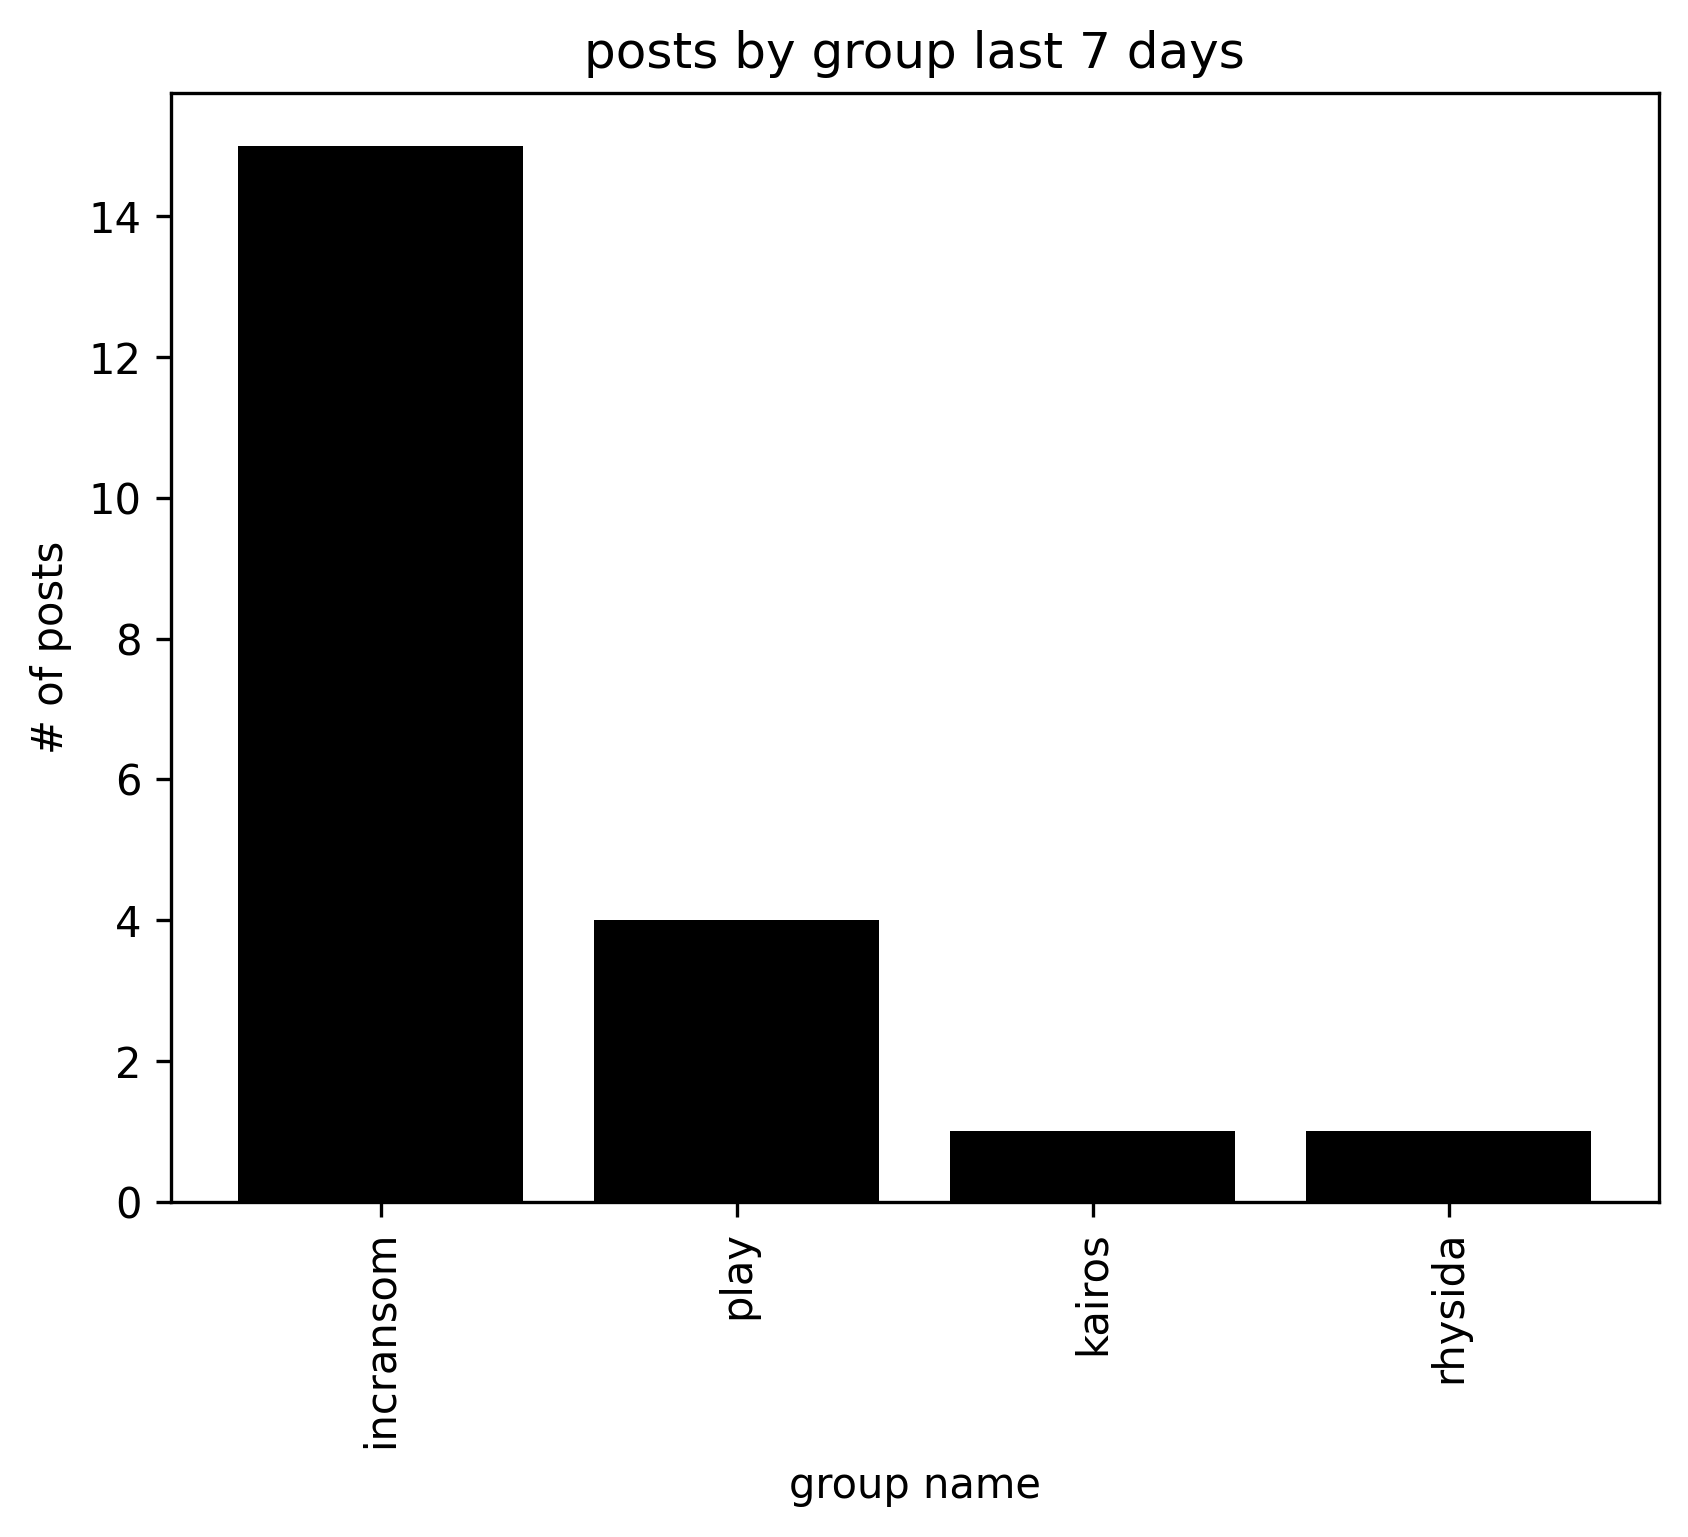 posts by group last 7 days
# of posts
14
12
10
8
6
4
2
0
incransom
play
kairos
rhysida
group name